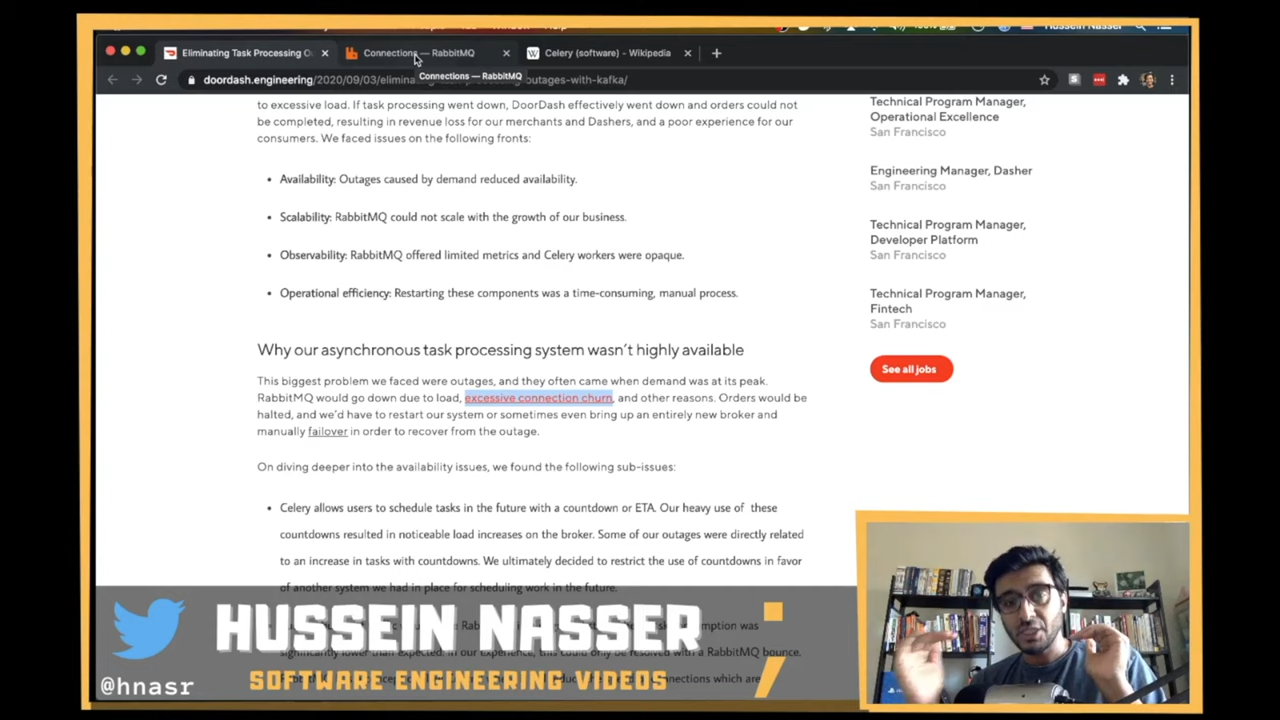 Hussein Nasser
Eliminating Task Processing O
Connections — RabbitMQ
Celery (software) - Wikipedia
Connections — RabbitMQ
doordash.engineering/2020/09/03/elimina
outages-with-kafka/
to excessive load. If task processing went down, DoorDash effectively went down and orders could not
be completed, resulting in revenue loss for our merchants and Dashers, and a poor experience for our
consumers. We faced issues on the following fronts:
• Availability: Outages caused by demand reduced availability.
• Scalability: RabbitMQ could not scale with the growth of our business.
• Observability: RabbitMQ offered limited metrics and Celery workers were opaque.
• Operational efficiency: Restarting these components was a time-consuming, manual process.
Why our asynchronous task processing system wasn't highly available
This biggest problem we faced were outages, and they often came when demand was at its peak.
RabbitMQ would go down due to load, excessive connection churn, and other reasons. Orders would be
halted, and we'd have to restart our system or sometimes even bring up an entirely new broker and
manually failover in order to recover from the outage.
On diving deeper into the availability issues, we found the following sub-issues:
• Celery allows users to schedule tasks in the future with a countdown or ETA. Our heavy use of these
countdowns resulted in noticeable load increases on the broker. Some of our outages were directly related
to an increase in tasks with countdowns. We ultimately decided to restrict the use of countdowns in favor
of another system we had in place for scheduling work in the future.
Technical Program Manager,
Operational Excellence
San Francisco
Engineering Manager, Dasher
San Francisco
Technical Program Manager,
Developer Platform
San Francisco
Technical Program Manager,
Fintech
San Francisco
See all jobs
HUSSEIN NASSER
SOFTWARE ENGINEERING VIDEOS
@hnasr